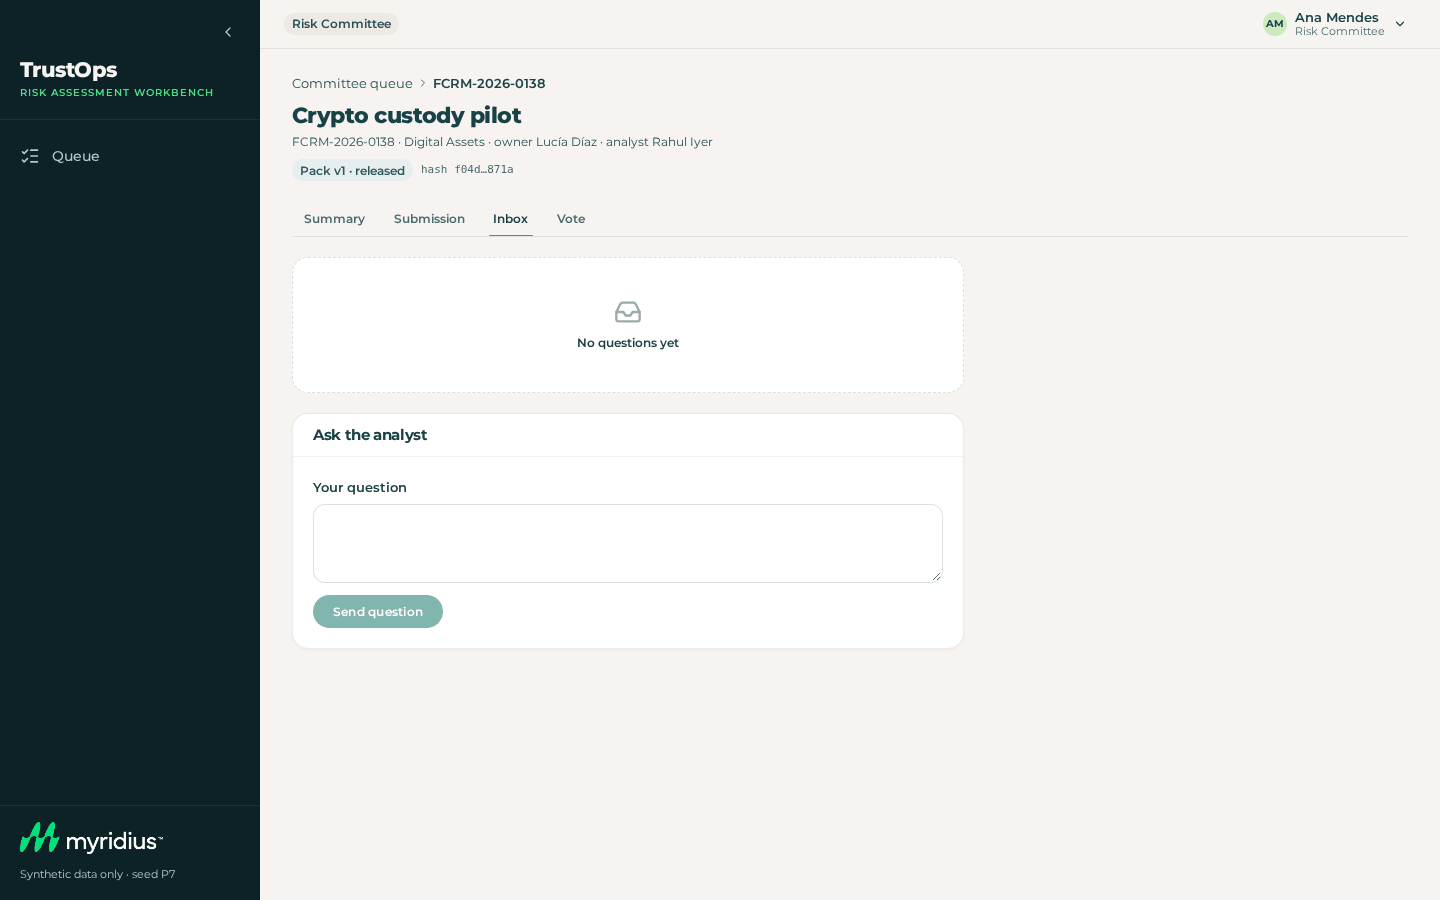 Risk Committee
AM
Ana Mendes
Risk Committee
TrustOps
RISK ASSESSMENT WORKBENCH
Queue
Committee queue › FCRM-2026-0138
Crypto custody pilot
FCRM-2026-0138 · Digital Assets · owner Lucía Díaz · analyst Rahul Iyer
Pack v1 · released hash f04d…871a
Summary Submission Inbox Vote
No questions yet
Ask the analyst
Your question
Send question
myridius™
Synthetic data only · seed P7